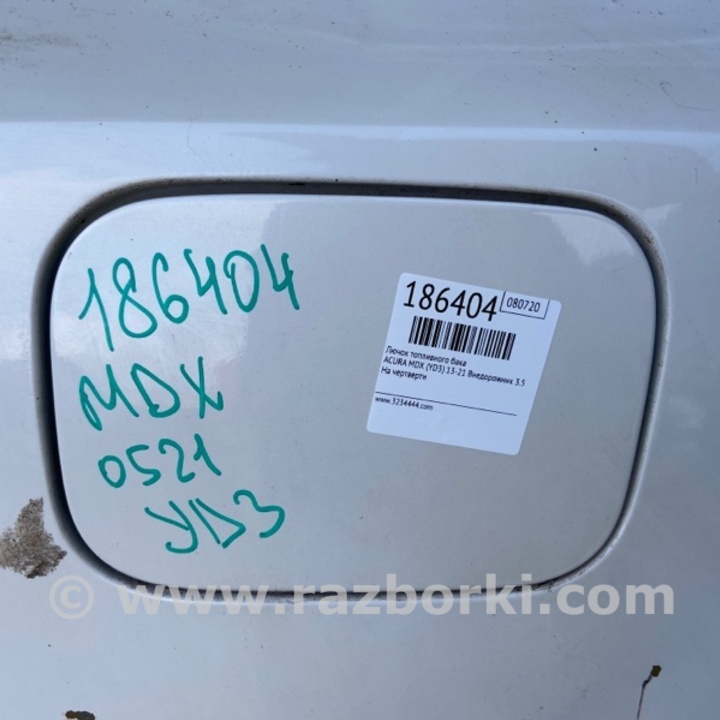 186404
MDX
0521
YD3
186404 080720
Лючок топливного бака
ACURA MDX (YD3) 13-21 Внедорожник 3.5
На чертверти
www.3234444.com
© www.razborki.com